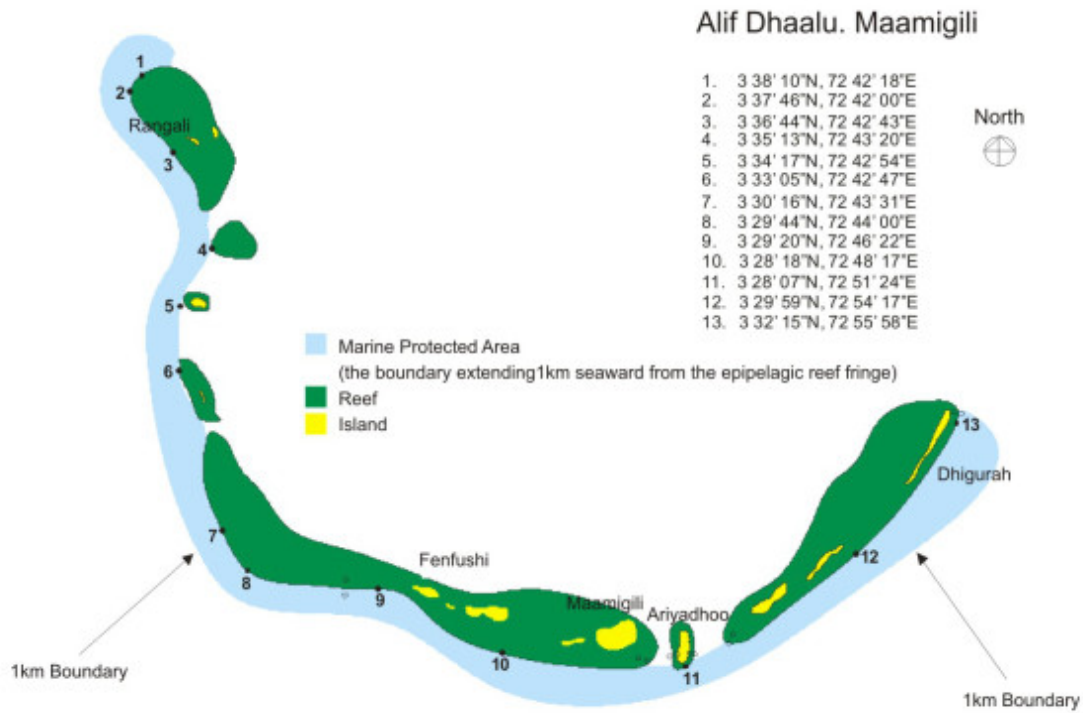 Alif Dhaalu. Maamigili
1. 3 38' 10"N, 72 42' 18"E
2. 3 37' 46"N, 72 42' 00"E
3. 3 36' 44"N, 72 42' 43"E
4. 3 35' 13"N, 72 43' 20"E
5. 3 34' 17"N, 72 42' 54"E
6. 3 33' 05"N, 72 42' 47"E
7. 3 30' 16"N, 72 43' 31"E
8. 3 29' 44"N, 72 44' 00"E
9. 3 29' 20"N, 72 46' 22"E
10. 3 28' 18"N, 72 48' 17"E
11. 3 28' 07"N, 72 51' 24"E
12. 3 29' 59"N, 72 54' 17"E
13. 3 32' 15"N, 72 55' 58"E
North
1
2
Rangali
3
4
5
6
Marine Protected Area
(the boundary extending1km seaward from the epipelagic reef fringe)
Reef
Island
13
Dhigurah
7
8
9
Fenfushi
12
Maamigili
Ariyadhoo
10
11
1km Boundary
1km Boundary